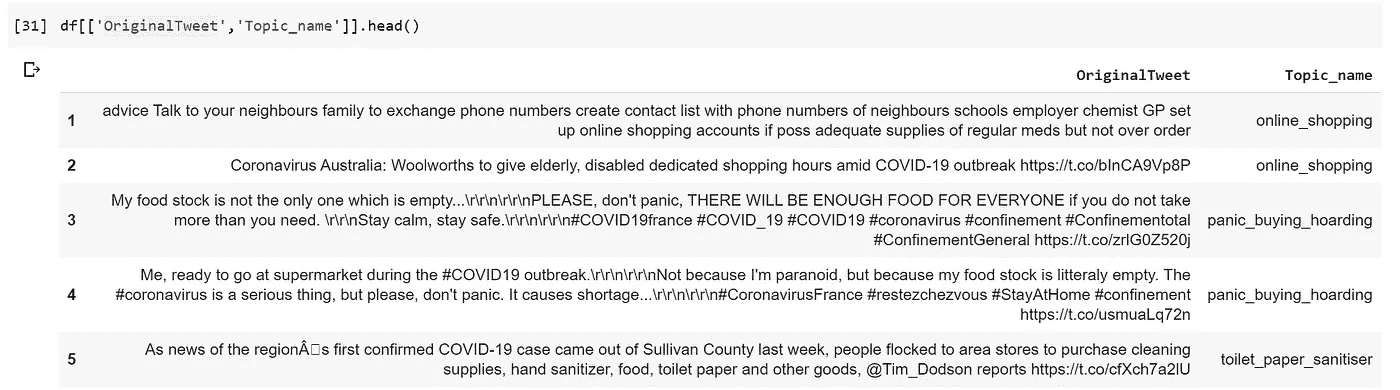 [31] df[['OriginalTweet','Topic_name']].head()
OriginalTweet Topic_name
1 advice Talk to your neighbours family to exchange phone numbers create contact list with phone numbers of neighbours schools employer chemist GP set
up online shopping accounts if poss adequate supplies of regular meds but not over order online_shopping
2 Coronavirus Australia: Woolworths to give elderly, disabled dedicated shopping hours amid COVID-19 outbreak https://t.co/bInCA9Vp8P online_shopping
3 My food stock is not the only one which is empty...\r\r\n\r\r\nPLEASE, don't panic, THERE WILL BE ENOUGH FOOD FOR EVERYONE if you do not take
more than you need. \r\r\nStay calm, stay safe.\r\r\n\r\r\n#COVID19france #COVID_19 #COVID19 #coronavirus #confinement #Confinementotal
#ConfinementGeneral https://t.co/zrlG0Z520j panic_buying_hoarding
4 Me, ready to go at supermarket during the #COVID19 outbreak.\r\r\n\r\r\nNot because I'm paranoid, but because my food stock is litteraly empty. The
#coronavirus is a serious thing, but please, don't panic. It causes shortage...\r\r\n\r\r\n#CoronavirusFrance #restezchezvous #StayAtHome #confinement
https://t.co/usmuaLq72n panic_buying_hoarding
5 As news of the regionÂ□s first confirmed COVID-19 case came out of Sullivan County last week, people flocked to area stores to purchase cleaning
supplies, hand sanitizer, food, toilet paper and other goods, @Tim_Dodson reports https://t.co/cfXch7a2lU toilet_paper_sanitiser